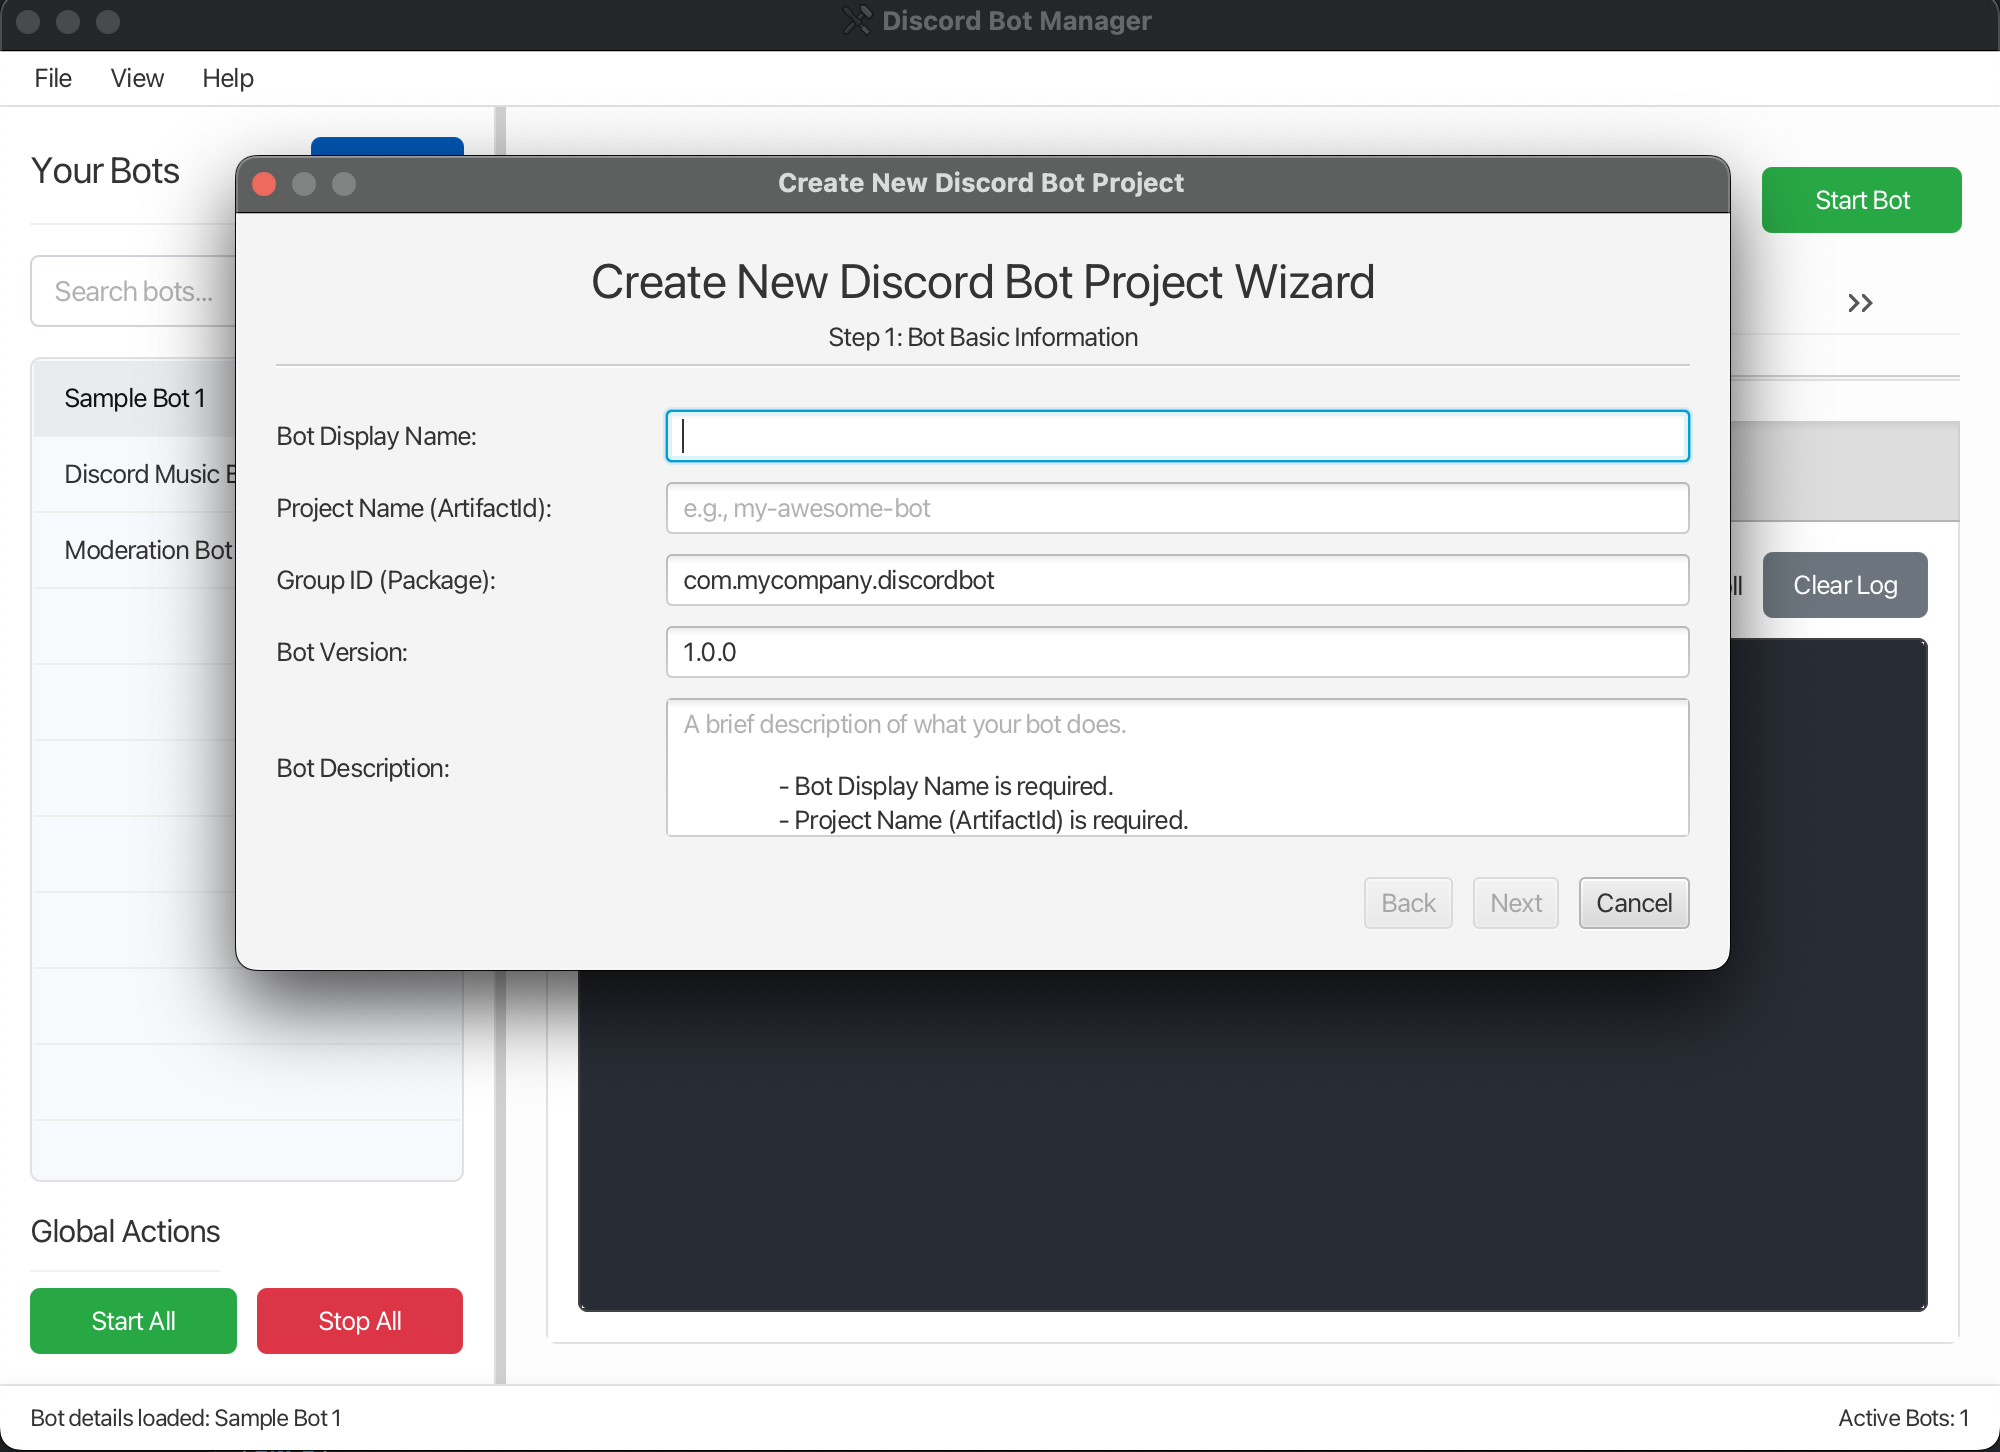 Discord Bot Manager
File View Help
Your Bots
Search bots...
Sample Bot 1
Discord Music
Moderation Bot
Global Actions
Start All Stop All
Create New Discord Bot Project
Create New Discord Bot Project Wizard
Step 1: Bot Basic Information
Bot Display Name:
Project Name (ArtifactId): e.g., my-awesome-bot
Group ID (Package): com.mycompany.discordbot
Bot Version: 1.0.0
Bot Description: A brief description of what your bot does.
- Bot Display Name is required.
- Project Name (ArtifactId) is required.
Back Next Cancel
Start Bot
Clear Log
Bot details loaded: Sample Bot 1
Active Bots: 1